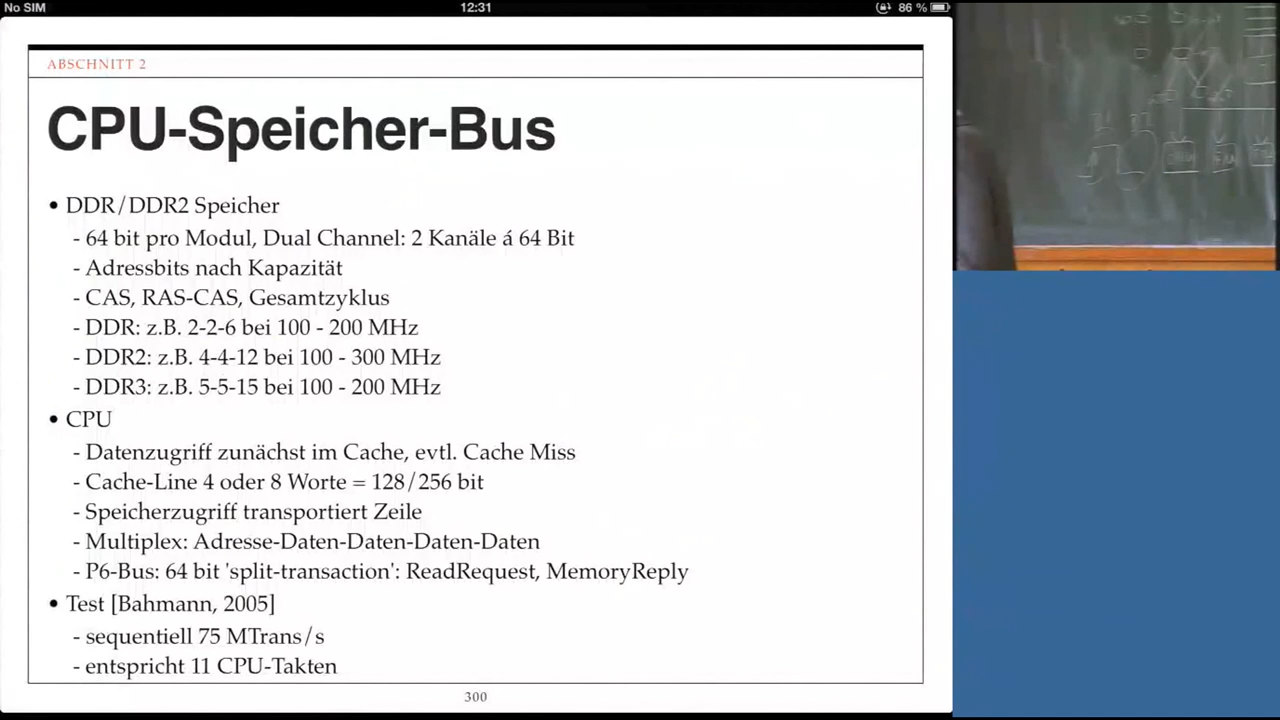 No SIM 12:31 86 %
ABSCHNITT 2
CPU-Speicher-Bus
• DDR/DDR2 Speicher
- 64 bit pro Modul, Dual Channel: 2 Kanäle á 64 Bit
- Adressbits nach Kapazität
- CAS, RAS-CAS, Gesamtzyklus
- DDR: z.B. 2-2-6 bei 100 - 200 MHz
- DDR2: z.B. 4-4-12 bei 100 - 300 MHz
- DDR3: z.B. 5-5-15 bei 100 - 200 MHz
• CPU
- Datenzugriff zunächst im Cache, evtl. Cache Miss
- Cache-Line 4 oder 8 Worte = 128/256 bit
- Speicherzugriff transportiert Zeile
- Multiplex: Adresse-Daten-Daten-Daten-Daten
- P6-Bus: 64 bit 'split-transaction': ReadRequest, MemoryReply
• Test [Bahmann, 2005]
- sequentiell 75 MTrans/s
- entspricht 11 CPU-Takten
300